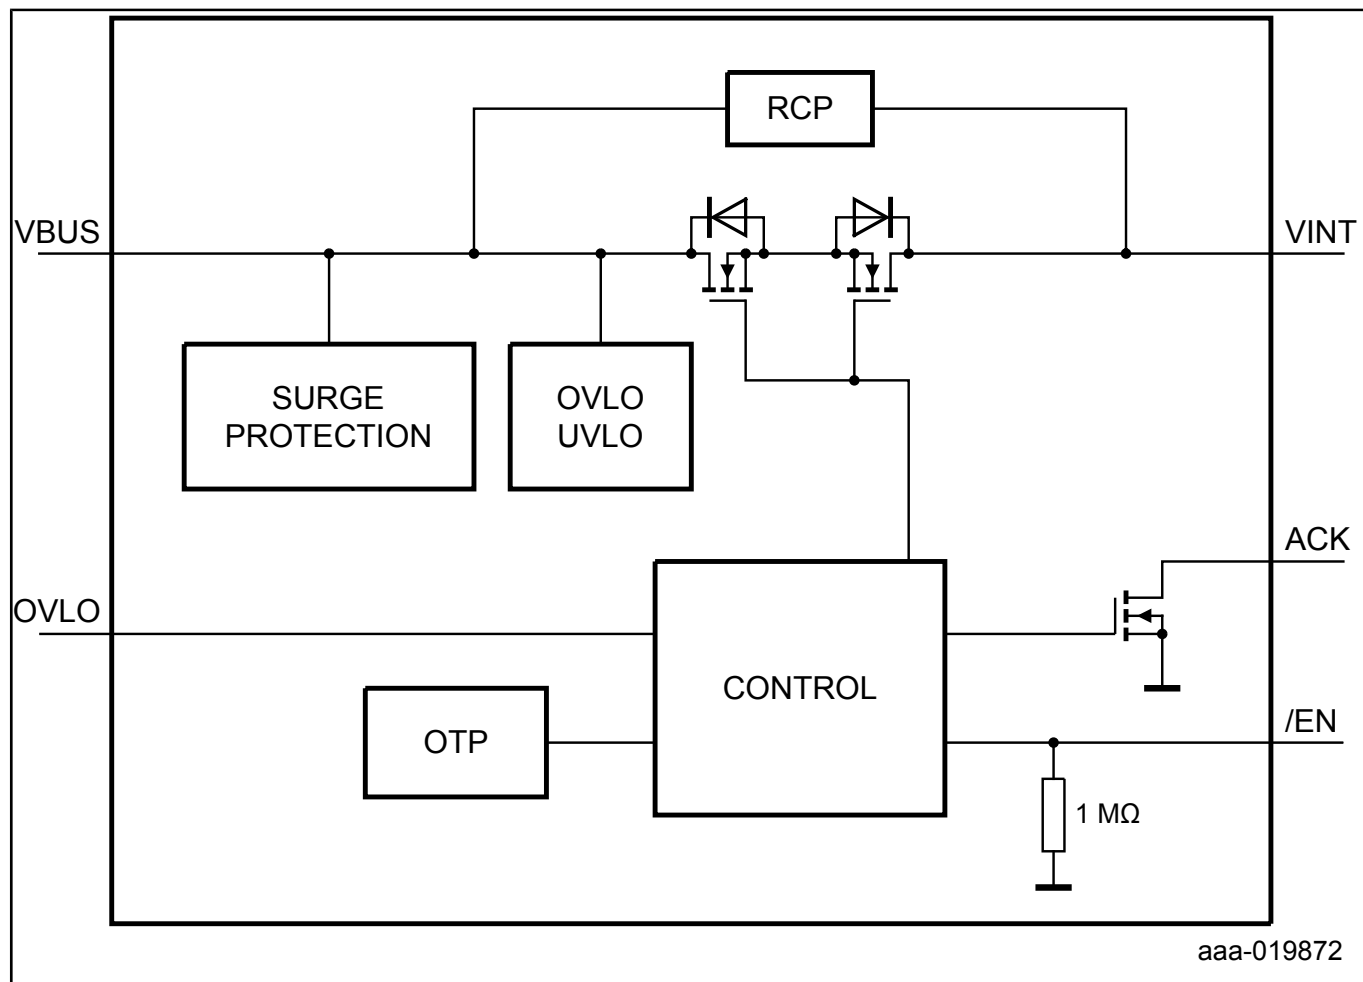 RCP
VBUS
VINT
SURGE
PROTECTION
OVLO
UVLO
ACK
OVLO
CONTROL
/EN
OTP
1 MΩ
aaa-019872